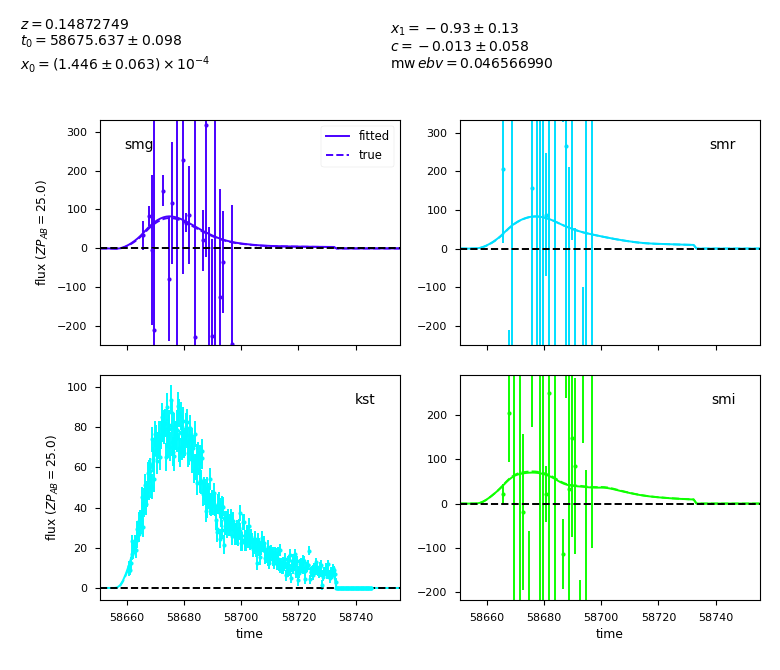 z = 0.14872749
t₀ = 58675.637 ± 0.098
x₀ = (1.446 ± 0.063) × 10⁻⁴
x₁ = −0.93 ± 0.13
c = −0.013 ± 0.058
mw ebv = 0.046566990
smg
fitted
true
300
200
100
0
−100
−200
flux (ZP_AB = 25.0)
smr
300
200
100
0
−100
−200
kst
100
80
60
40
20
0
flux (ZP_AB = 25.0)
58660 58680 58700 58720 58740
time
smi
200
100
0
−100
−200
58660 58680 58700 58720 58740
time